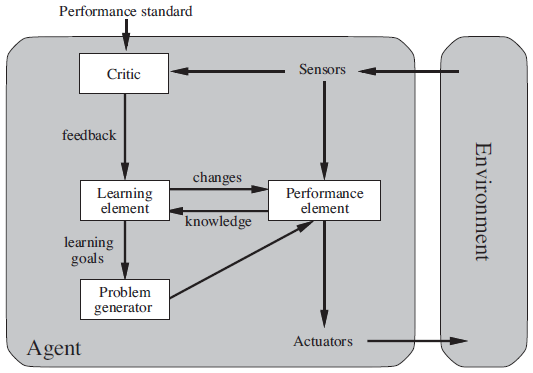 Performance standard
Critic
Sensors
feedback
changes
Learning
element
Performance
element
knowledge
learning
goals
Problem
generator
Actuators
Agent
Environment